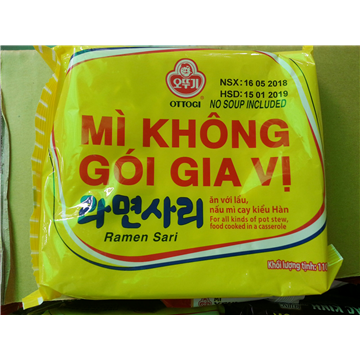 오뚜기
OTTOGI
NSX: 16 05 2018
HSD: 15 01 2019
NO SOUP INCLUDED
MÌ KHÔNG
GÓI GIA VỊ
라면사리
Ramen Sari
ăn với lẩu,
nấu mì cay kiểu Hàn
For all kinds of pot stew,
food cooked in a casserole
Khối lượng tịnh: